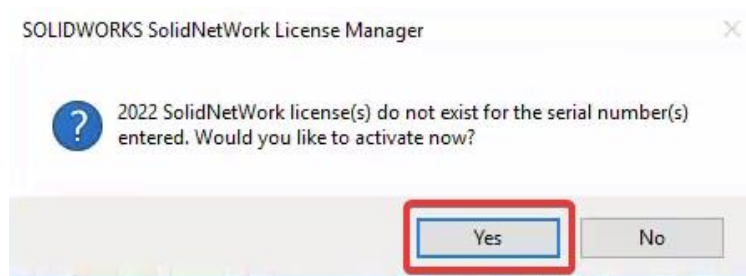 SOLIDWORKS SolidNetWork License Manager
2022 SolidNetWork license(s) do not exist for the serial number(s)
entered. Would you like to activate now?
Yes No